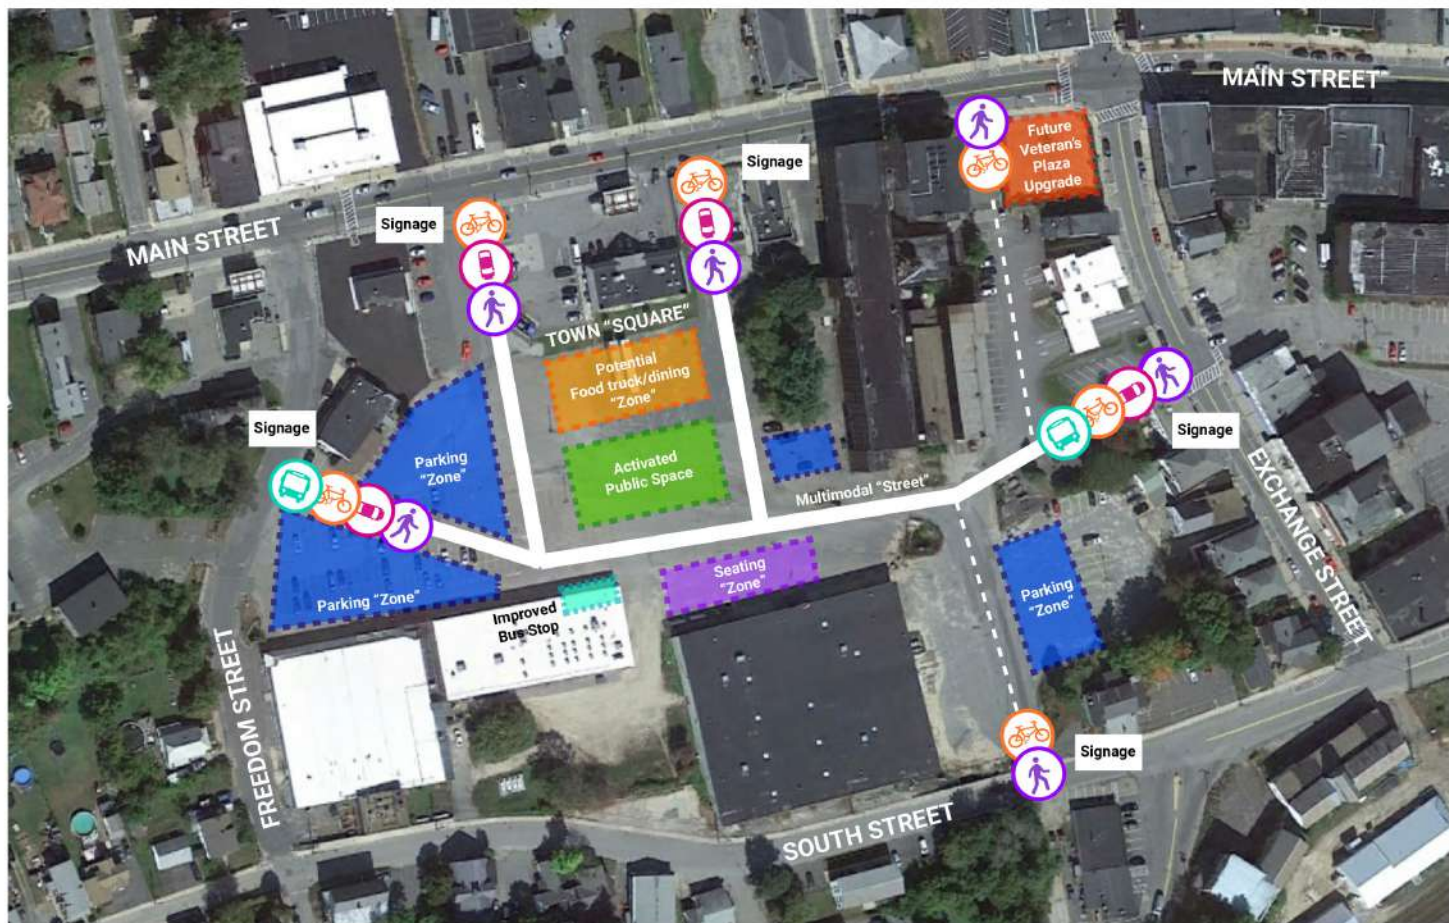 MAIN STREET
Future
Veteran's
Plaza
Upgrade
Signage
Signage
MAIN STREET
TOWN "SQUARE"
Potential
Food truck/dining
"Zone"
Signage
Signage
Parking
"Zone"
Activated
Public Space
Multimodal "Street"
EXCHANGE STREET
Seating
"Zone"
Parking
"Zone"
Parking "Zone"
Improved
Bus Stop
FREEDOM STREET
Signage
SOUTH STREET